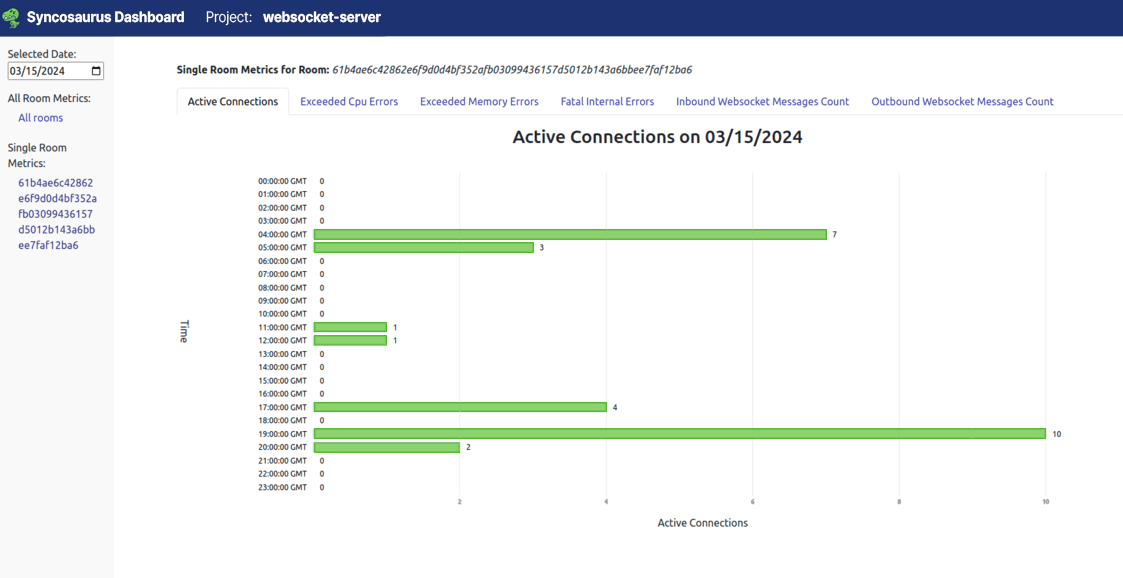 Syncosaurus Dashboard Project: websocket-server
Selected Date:
03/15/2024
All Room Metrics:
All rooms
Single Room
Metrics:
61b4ae6c42862
e6f9d0d4bf352a
fb03099436157
d5012b143a6bb
ee7faf12ba6
Single Room Metrics for Room: 61b4ae6c42862e6f9d0d4bf352afb03099436157d5012b143a6bbee7faf12ba6
Active Connections Exceeded Cpu Errors Exceeded Memory Errors Fatal Internal Errors Inbound Websocket Messages Count Outbound Websocket Messages Count
Active Connections on 03/15/2024
Time
00:00:00 GMT 0
01:00:00 GMT 0
02:00:00 GMT 0
03:00:00 GMT 0
04:00:00 GMT 7
05:00:00 GMT 3
06:00:00 GMT 0
07:00:00 GMT 0
08:00:00 GMT 0
09:00:00 GMT 0
10:00:00 GMT 0
11:00:00 GMT 1
12:00:00 GMT 1
13:00:00 GMT 0
14:00:00 GMT 0
15:00:00 GMT 0
16:00:00 GMT 0
17:00:00 GMT 4
18:00:00 GMT 0
19:00:00 GMT 10
20:00:00 GMT 2
21:00:00 GMT 0
22:00:00 GMT 0
23:00:00 GMT 0
2 4 6 8 10
Active Connections